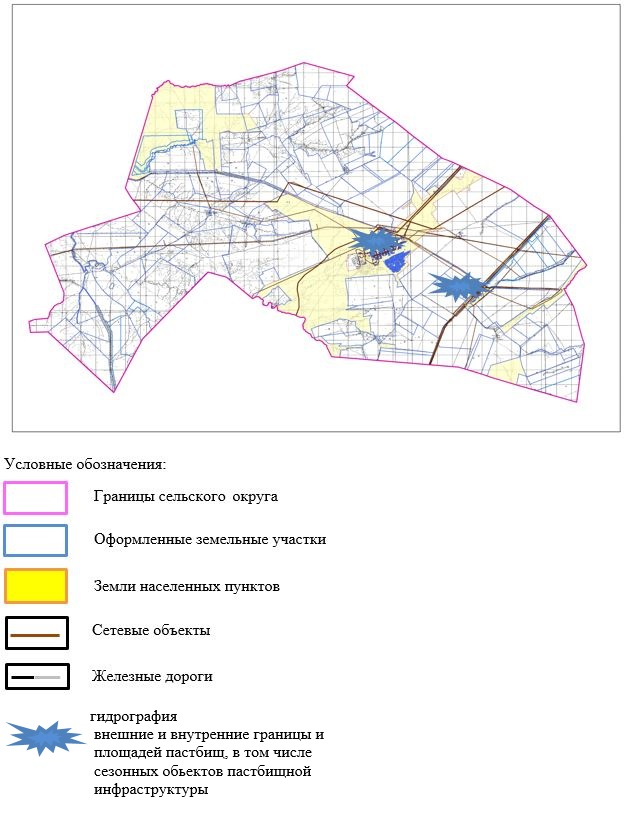 Условные обозначения:
Границы сельского округа
Оформленные земельные участки
Земли населенных пунктов
Сетевые объекты
Железные дороги
гидрография
внешние и внутренние границы и
площадей пастбищ, в том числе
сезонных обьектов пастбищной
инфраструктуры